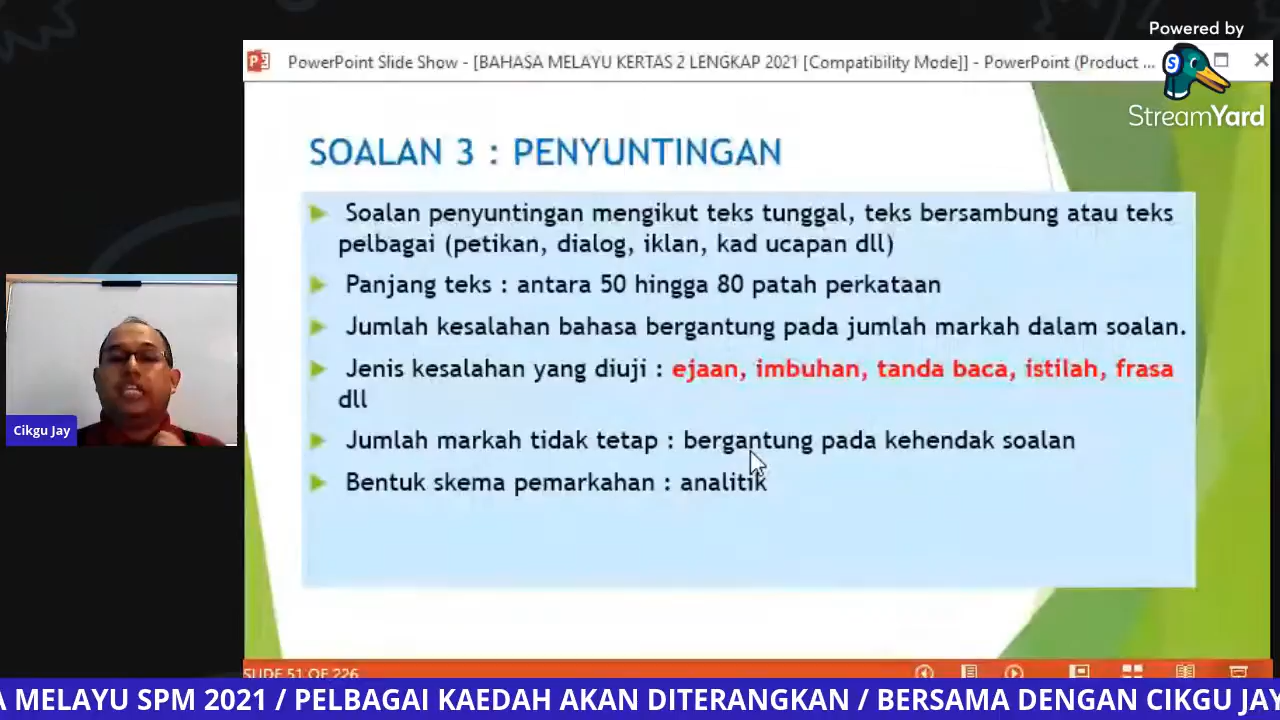 Powered by
StreamYard
PowerPoint Slide Show - [BAHASA MELAYU KERTAS 2 LENGKAP 2021 [Compatibility Mode]] - PowerPoint (Product ...
SOALAN 3 : PENYUNTINGAN
Soalan penyuntingan mengikut teks tunggal, teks bersambung atau teks
pelbagai (petikan, dialog, iklan, kad ucapan dll)
Panjang teks : antara 50 hingga 80 patah perkataan
Jumlah kesalahan bahasa bergantung pada jumlah markah dalam soalan.
Jenis kesalahan yang diuji : ejaan, imbuhan, tanda baca, istilah, frasa
dll
Jumlah markah tidak tetap : bergantung pada kehendak soalan
Bentuk skema pemarkahan : analitik
Cikgu Jay
SLIDE 51 OF 226
A MELAYU SPM 2021 / PELBAGAI KAEDAH AKAN DITERANGKAN / BERSAMA DENGAN CIKGU JAY